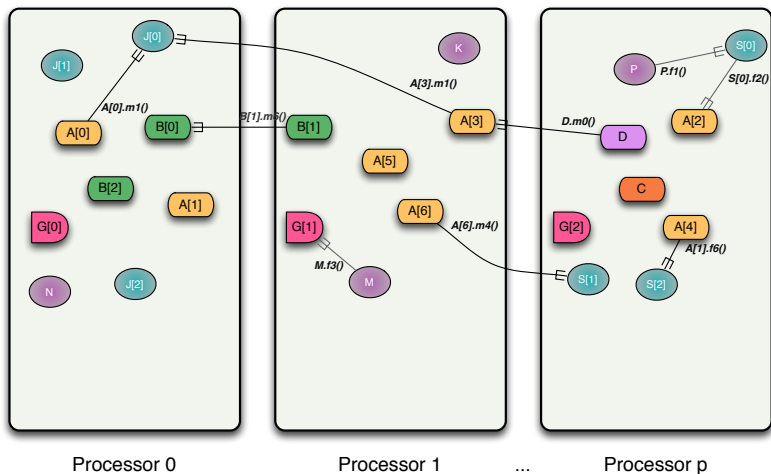 J[0]
J[1]
A[0].m1()
A[0]
B[0]
B[2]
A[1]
G[0]
N
J[2]
Processor 0
K
A[3].m1()
B[1].m6()
B[1]
A[3]
A[5]
A[6]
G[1]
A[6].m4()
M.f3()
M
Processor 1
...
S[0]
P
P.f1()
S[0].f2()
D.m0()
A[2]
D
C
G[2]
A[4]
A[1].f6()
S[1]
S[2]
Processor p